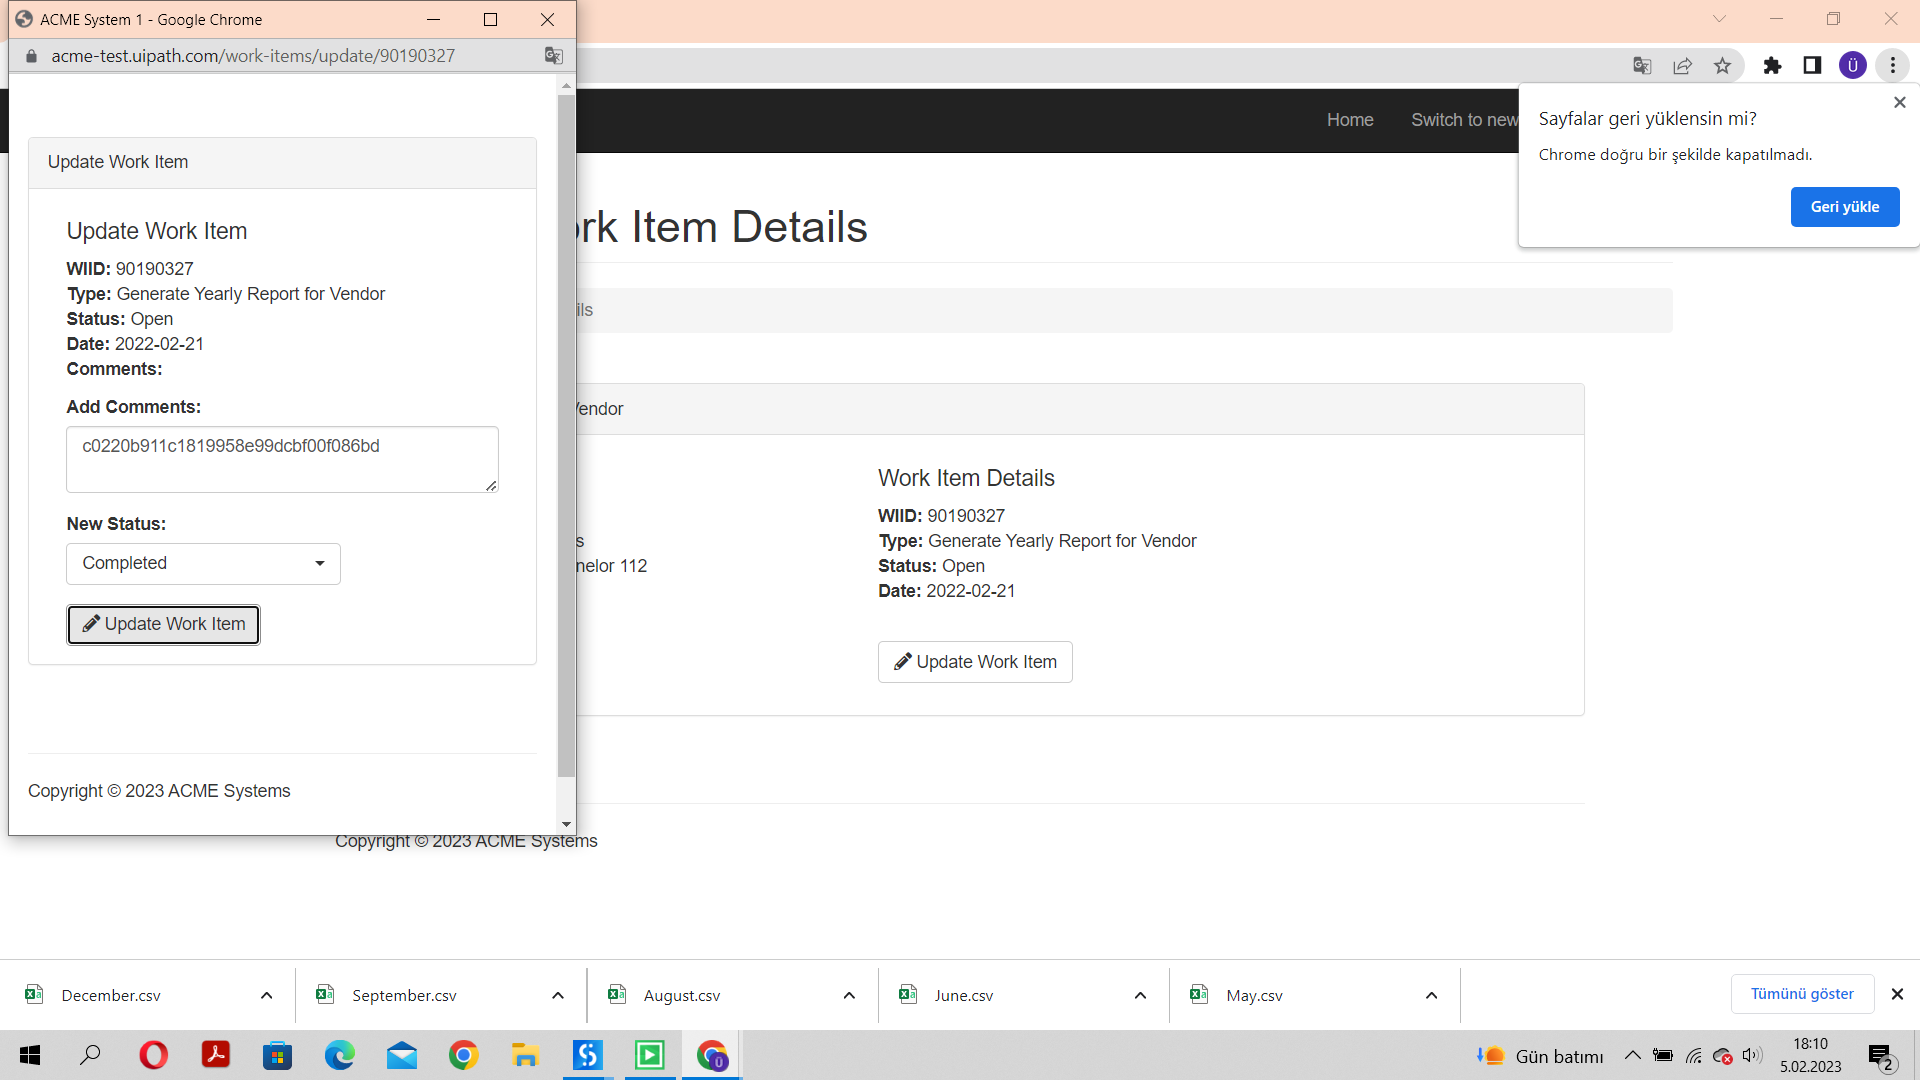 ACME System 1 - Google Chrome
acme-test.uipath.com/work-items/update/90190327
Update Work Item
Update Work Item
WIID: 90190327
Type: Generate Yearly Report for Vendor
Status: Open
Date: 2022-02-21
Comments:
Add Comments:
c0220b911c1819958e99dcbf00f086bd
New Status:
Completed
Update Work Item
Copyright © 2023 ACME Systems
Home
Switch to new
Ü
Sayfalar geri yüklensin mi?
Chrome doğru bir şekilde kapatılmadı.
Geri yükle
rk Item Details
ils
Vendor
s
nelor 112
Work Item Details
WIID: 90190327
Type: Generate Yearly Report for Vendor
Status: Open
Date: 2022-02-21
Update Work Item
Copyright © 2023 ACME Systems
December.csv
September.csv
August.csv
June.csv
May.csv
Tümünü göster
Gün batımı
18:10
5.02.2023
2